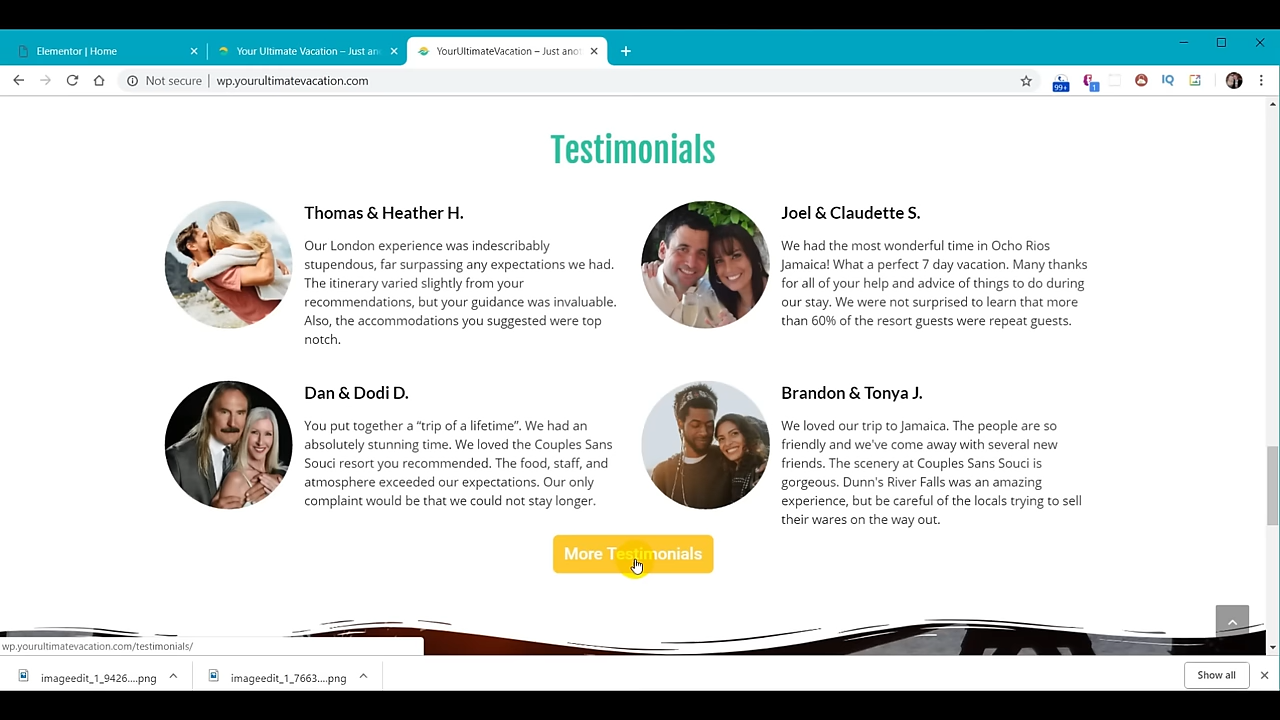 Elementor | Home
Your Ultimate Vacation – Just an
YourUltimateVacation – Just ano
Not secure | wp.yourultimatevacation.com
99+
1
IQ
Testimonials
Thomas & Heather H.
Our London experience was indescribably
stupendous, far surpassing any expectations we had.
The itinerary varied slightly from your
recommendations, but your guidance was invaluable.
Also, the accommodations you suggested were top
notch.
Joel & Claudette S.
We had the most wonderful time in Ocho Rios
Jamaica! What a perfect 7 day vacation. Many thanks
for all of your help and advice of things to do during
our stay. We were not surprised to learn that more
than 60% of the resort guests were repeat guests.
Dan & Dodi D.
You put together a “trip of a lifetime”. We had an
absolutely stunning time. We loved the Couples Sans
Souci resort you recommended. The food, staff, and
atmosphere exceeded our expectations. Our only
complaint would be that we could not stay longer.
Brandon & Tonya J.
We loved our trip to Jamaica. The people are so
friendly and we've come away with several new
friends. The scenery at Couples Sans Souci is
gorgeous. Dunn's River Falls was an amazing
experience, but be careful of the locals trying to sell
their wares on the way out.
More Testimonials
wp.yourultimatevacation.com/testimonials/
imageedit_1_9426....png
imageedit_1_7663....png
Show all